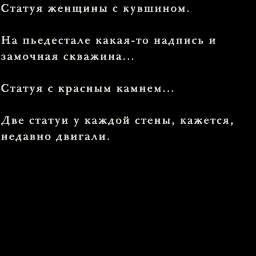 Статуя женщины с кувшином.
На пьедестале какая-то надпись и
замочная скважина...
Статуя с красным камнем...
Две статуи у каждой стены, кажется,
недавно двигали.